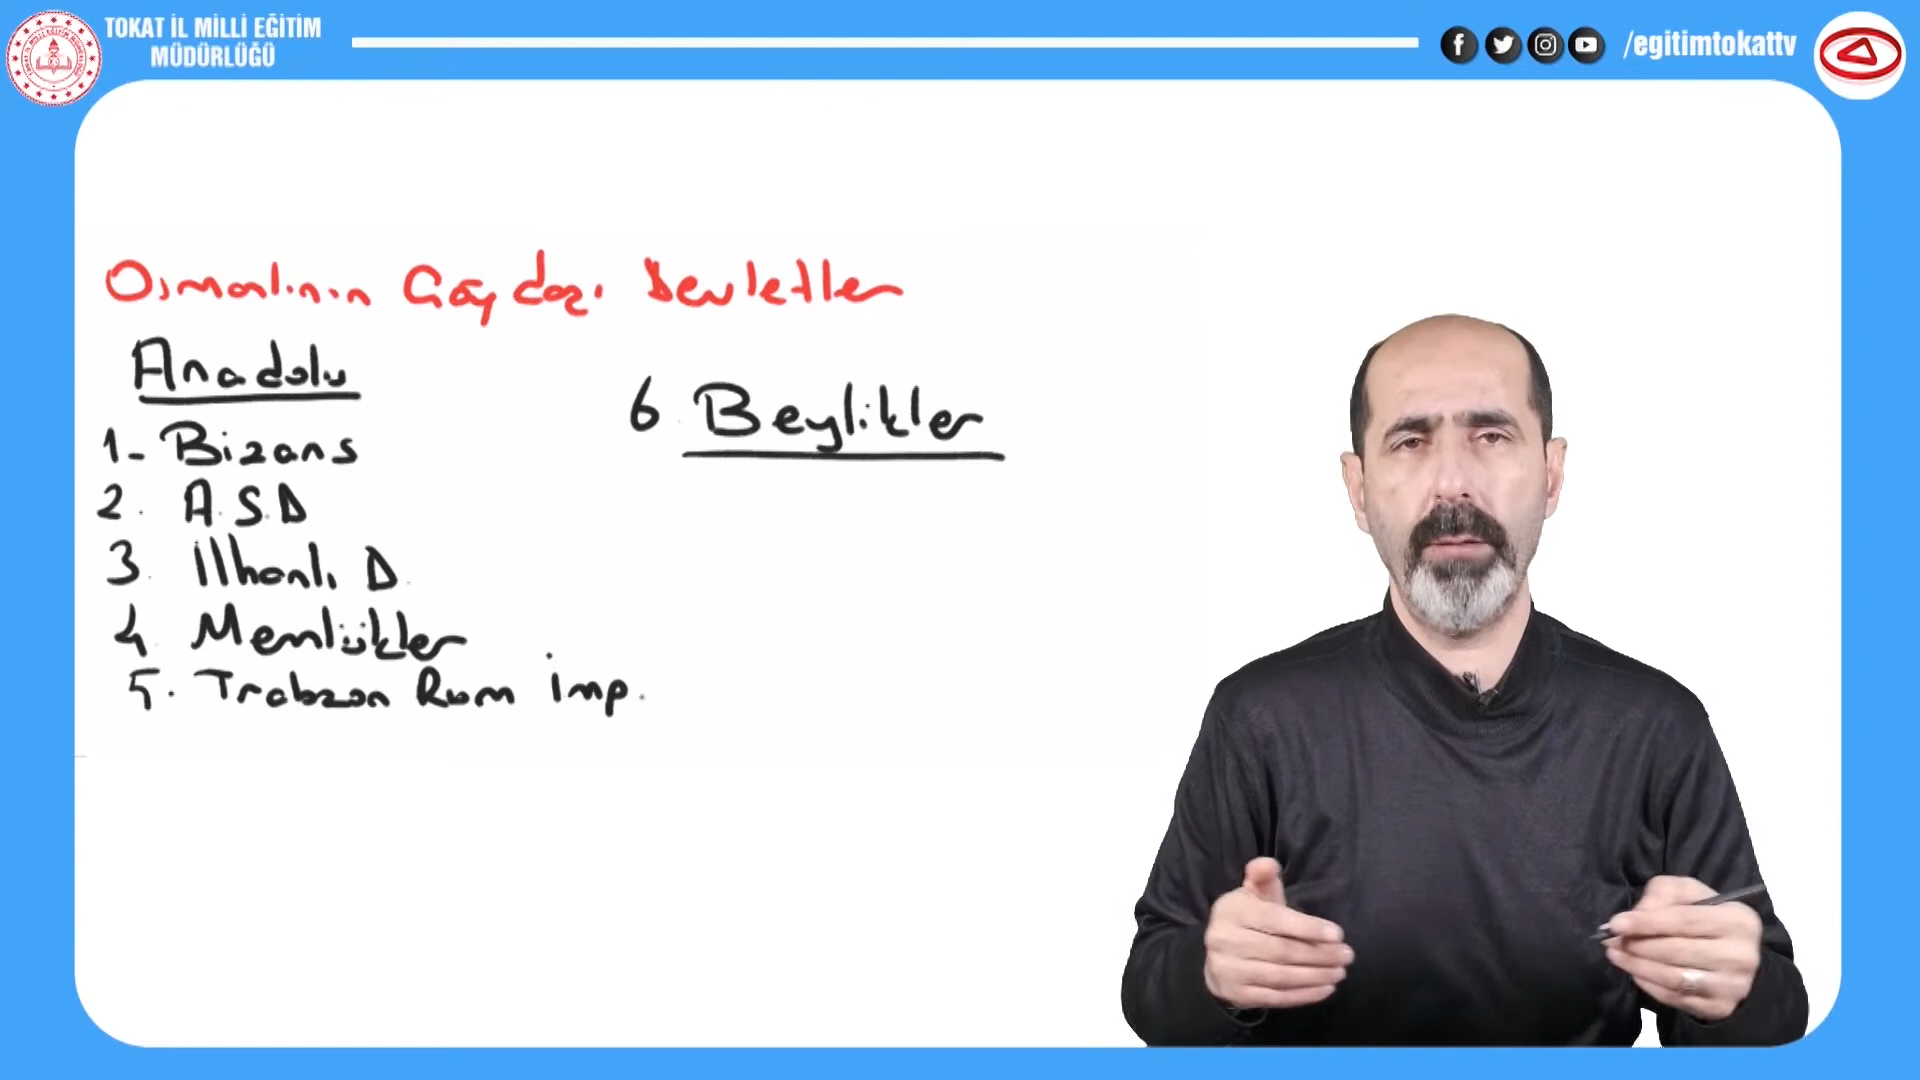 TOKAT İL MİLLİ EĞİTİM
MÜDÜRLÜĞÜ
/egitimtokattv
Osmanlının Çağdaşı Devletler
Anadolu
1- Bizans
2. A.S.D
3. İlhanlı D.
4. Memlükler
5. Trabzon Rum İmp.
6. Beylikler